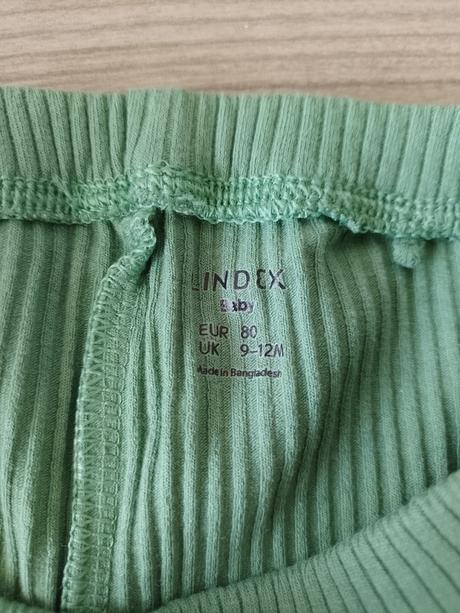 LINDEX
Baby
EUR 80
UK 9-12M
Made in Bangladesh